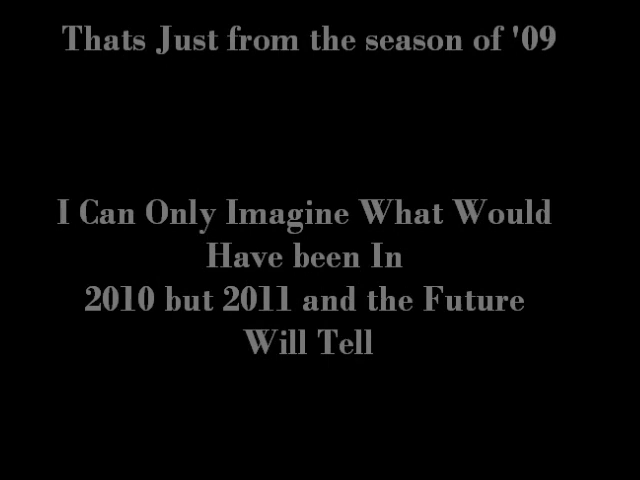 Thats Just from the season of '09
I Can Only Imagine What Would
Have been In
2010 but 2011 and the Future
Will Tell